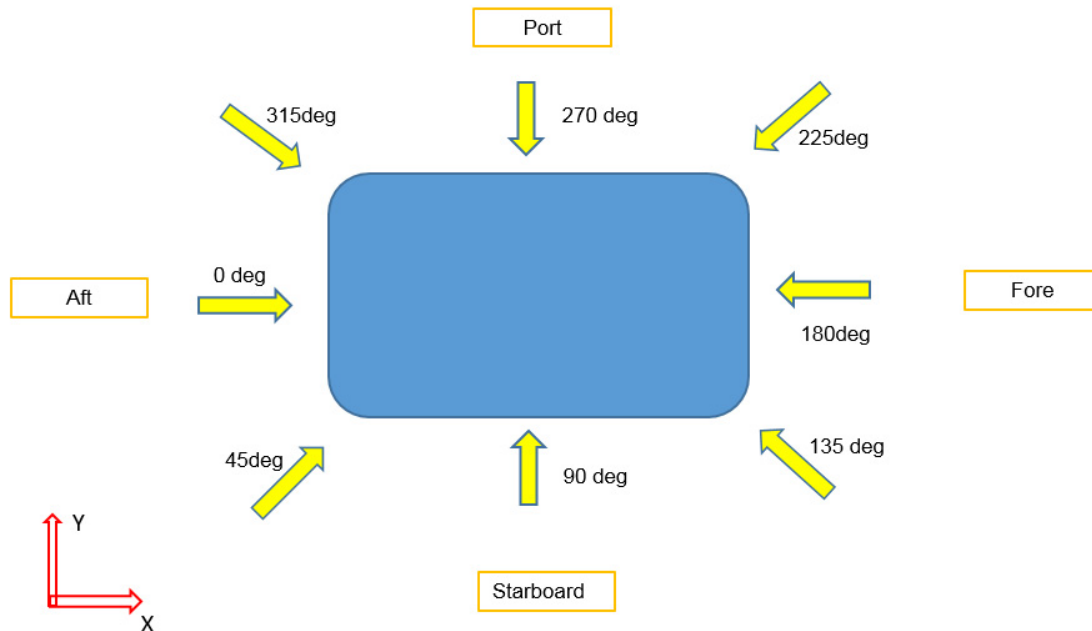 Port
315deg
270 deg
225deg
0 deg
Aft
Fore
180deg
45deg
135 deg
90 deg
Y
Starboard
X